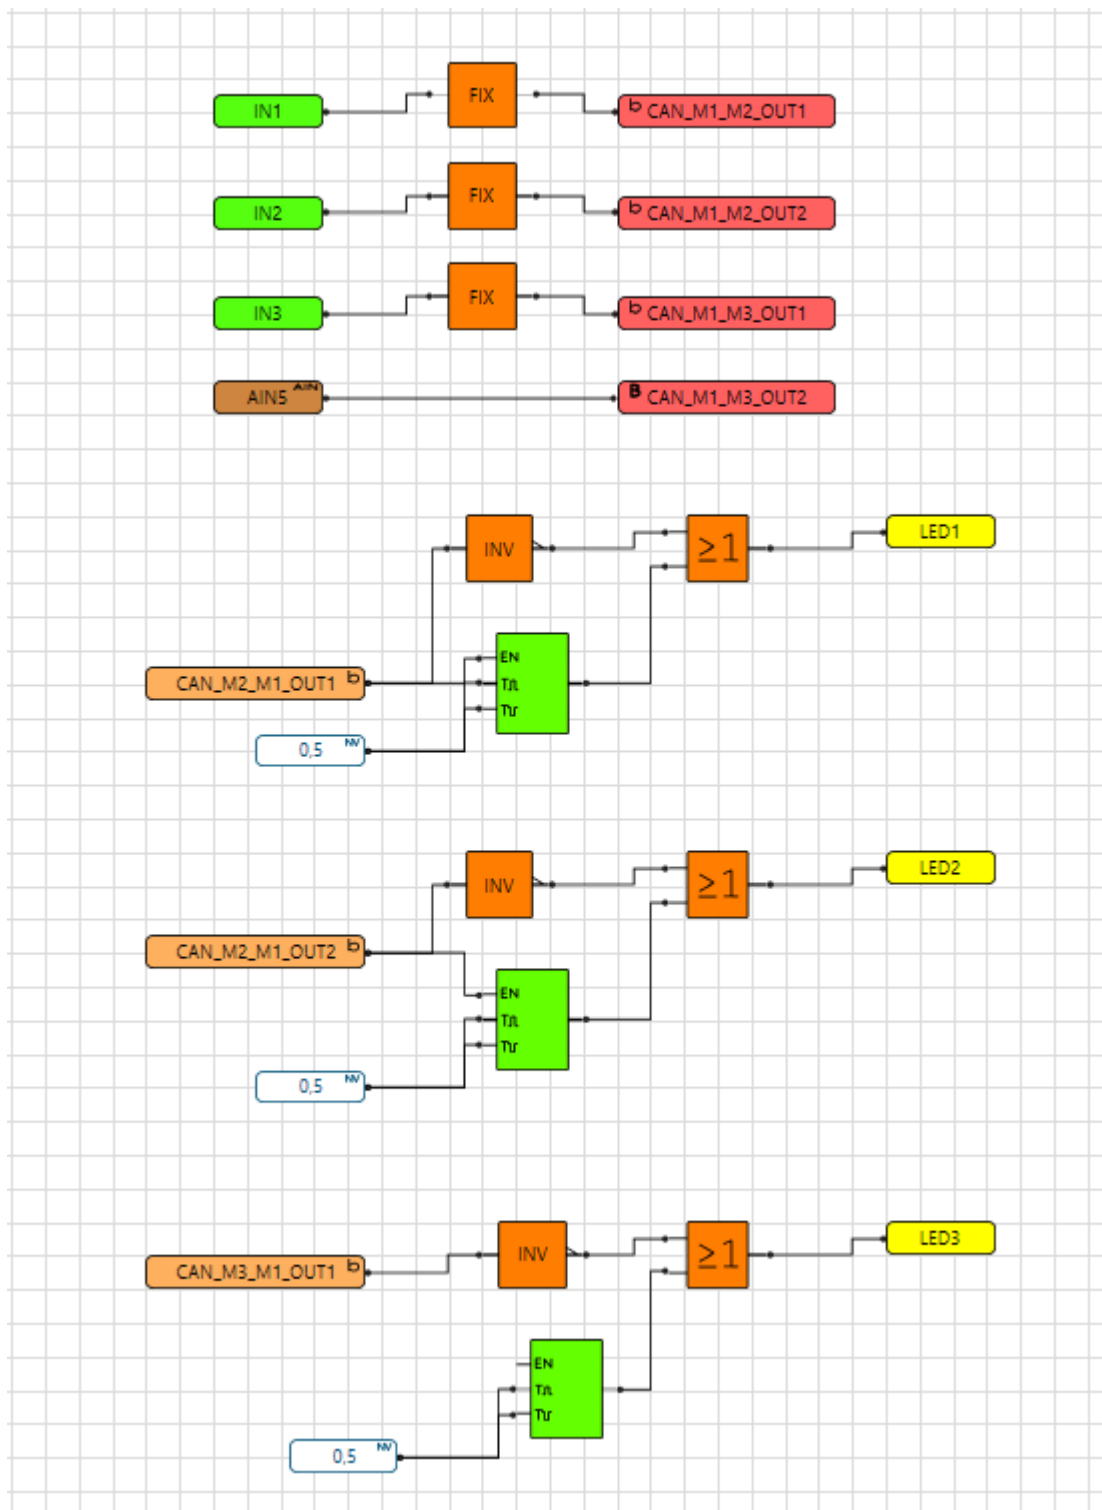 IN1
FIX
b CAN_M1_M2_OUT1
IN2
FIX
b CAN_M1_M2_OUT2
IN3
FIX
b CAN_M1_M3_OUT1
AIN5 AIN
B CAN_M1_M3_OUT2
INV
≥1
LED1
CAN_M2_M1_OUT1 b
EN
T
T
0,5 NV
INV
≥1
LED2
CAN_M2_M1_OUT2 b
EN
T
T
0,5 NV
INV
≥1
LED3
CAN_M3_M1_OUT1 b
EN
T
T
0,5 NV